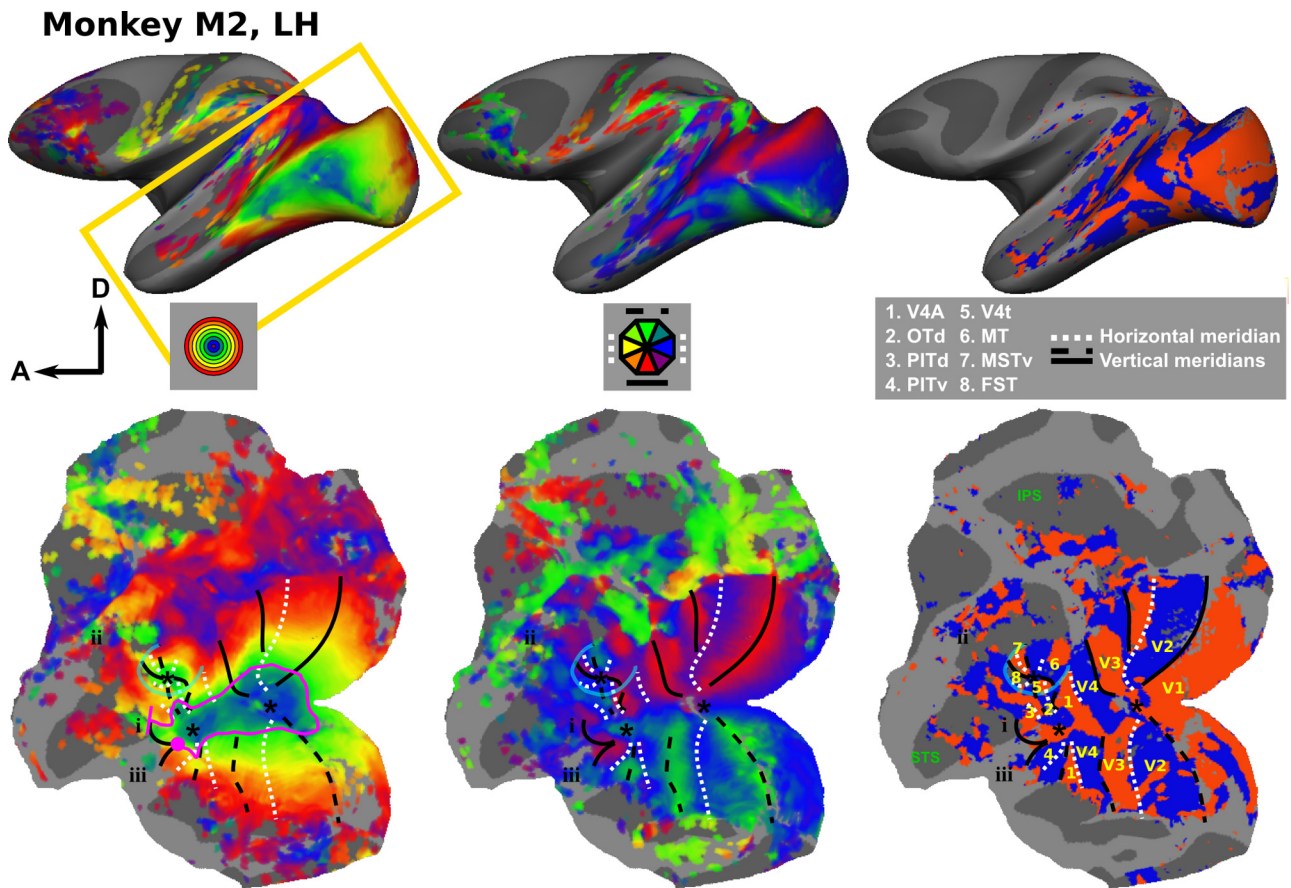 Monkey M2, LH
D
A
1. V4A 5. V4t
2. OTd 6. MT
3. PITd 7. MSTv
4. PITv 8. FST
Horizontal meridian
Vertical meridians
ii
i
iii
*
*
*
ii
i
iii
*
*
*
IPS
STS
ii
i
iii
7
8
6
5
3
2
1
4
1
V4
V3
V2
V1
V4
V3
V2
*
*